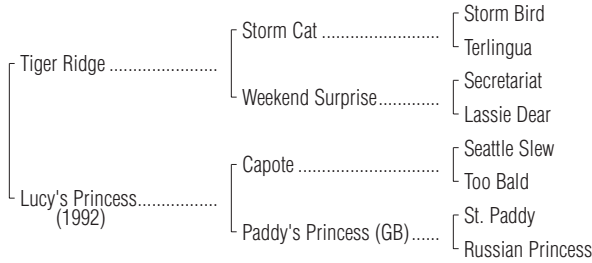 Storm Bird
Storm Cat ......................
Terlingua
Tiger Ridge ....................
Secretariat
Weekend Surprise............
Lassie Dear
Seattle Slew
Capote ..........................
Too Bald
Lucy's Princess...............
(1992)
St. Paddy
Paddy's Princess (GB)......
Russian Princess